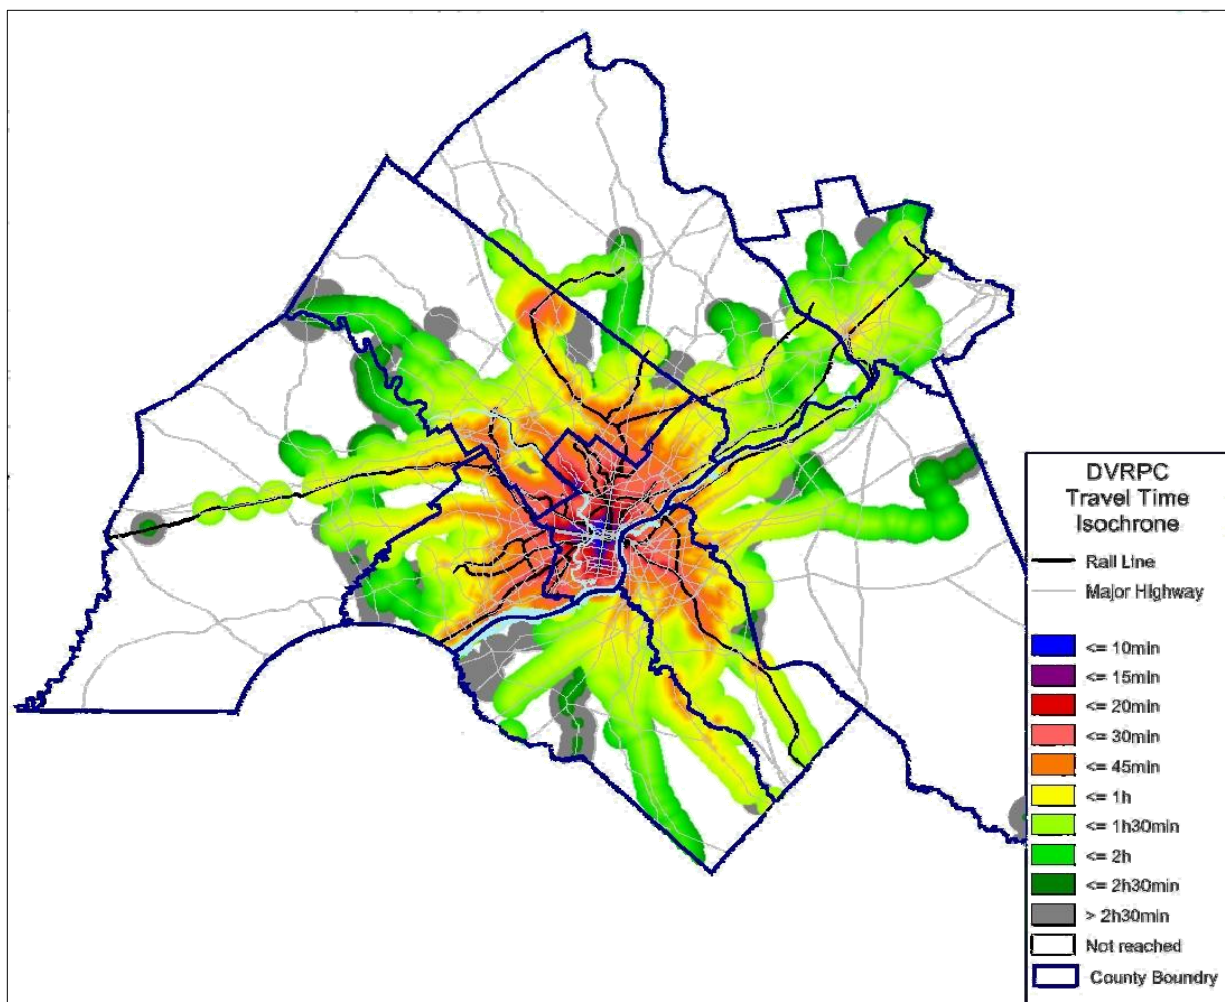 DVRPC
Travel Time
Isochrone
Rail Line
Major Highway
<= 10min
<= 15min
<= 20min
<= 30min
<= 45min
<= 1h
<= 1h30min
<= 2h
<= 2h30min
> 2h30min
Not reached
County Boundry